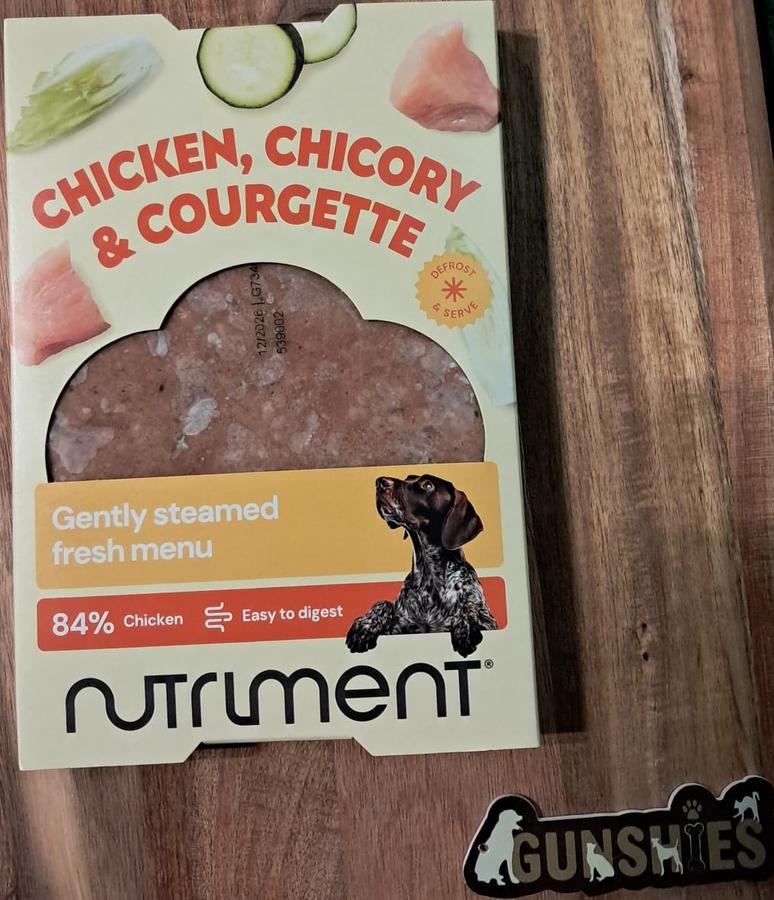 CHICKEN, CHICORY
& COURGETTE
DEFROST
& SERVE
12/2026 | G734
539002
Gently steamed
fresh menu
84% Chicken Easy to digest
nutriment®
GUNSHIES